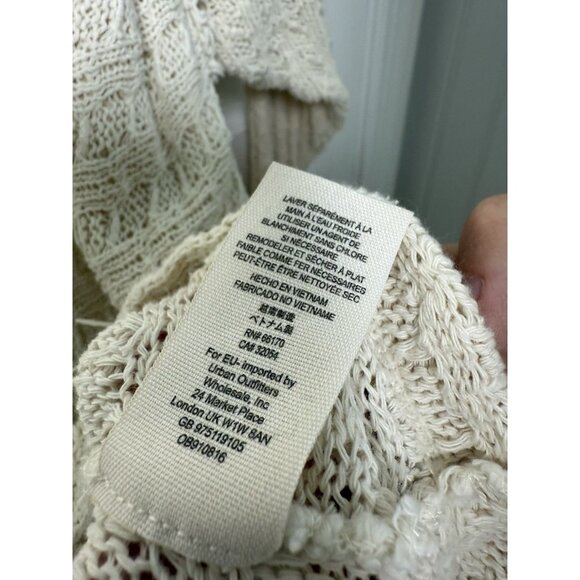 LAVER SÉPARÉMENT À LA
MAIN À L'EAU FROIDE
UTILISER UN AGENT DE
BLANCHIMENT SANS CHLORE
SI NÉCESSAIRE
REMODELER ET SÉCHER À PLAT
FAIBLE COMME FER NÉCESSAIRES
PEUT-ÊTRE ÊTRE NETTOYÉE SEC
HECHO EN VIETNAM
FABRICADO NO VIETNAME
越南製造
ベトナム製
RN# 66170
CA# 32054
For EU- imported by
Urban Outfitters
Wholesale, Inc
24 Market Place
London UK W1W 8AN
GB 975119105
OB910816